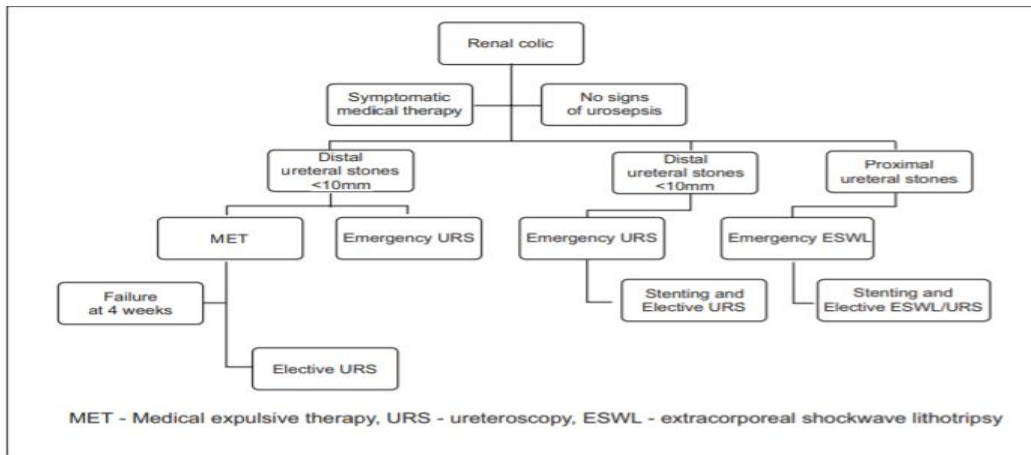 Renal colic
Symptomatic
medical therapy
No signs
of urosepsis
Distal
ureteral stones
<10mm
Distal
ureteral stones
<10mm
Proximal
ureteral stones
MET
Emergency URS
Emergency URS
Emergency ESWL
Failure
at 4 weeks
Stenting and
Elective URS
Stenting and
Elective ESWL/URS
Elective URS
MET - Medical expulsive therapy, URS - ureteroscopy, ESWL - extracorporeal shockwave lithotripsy